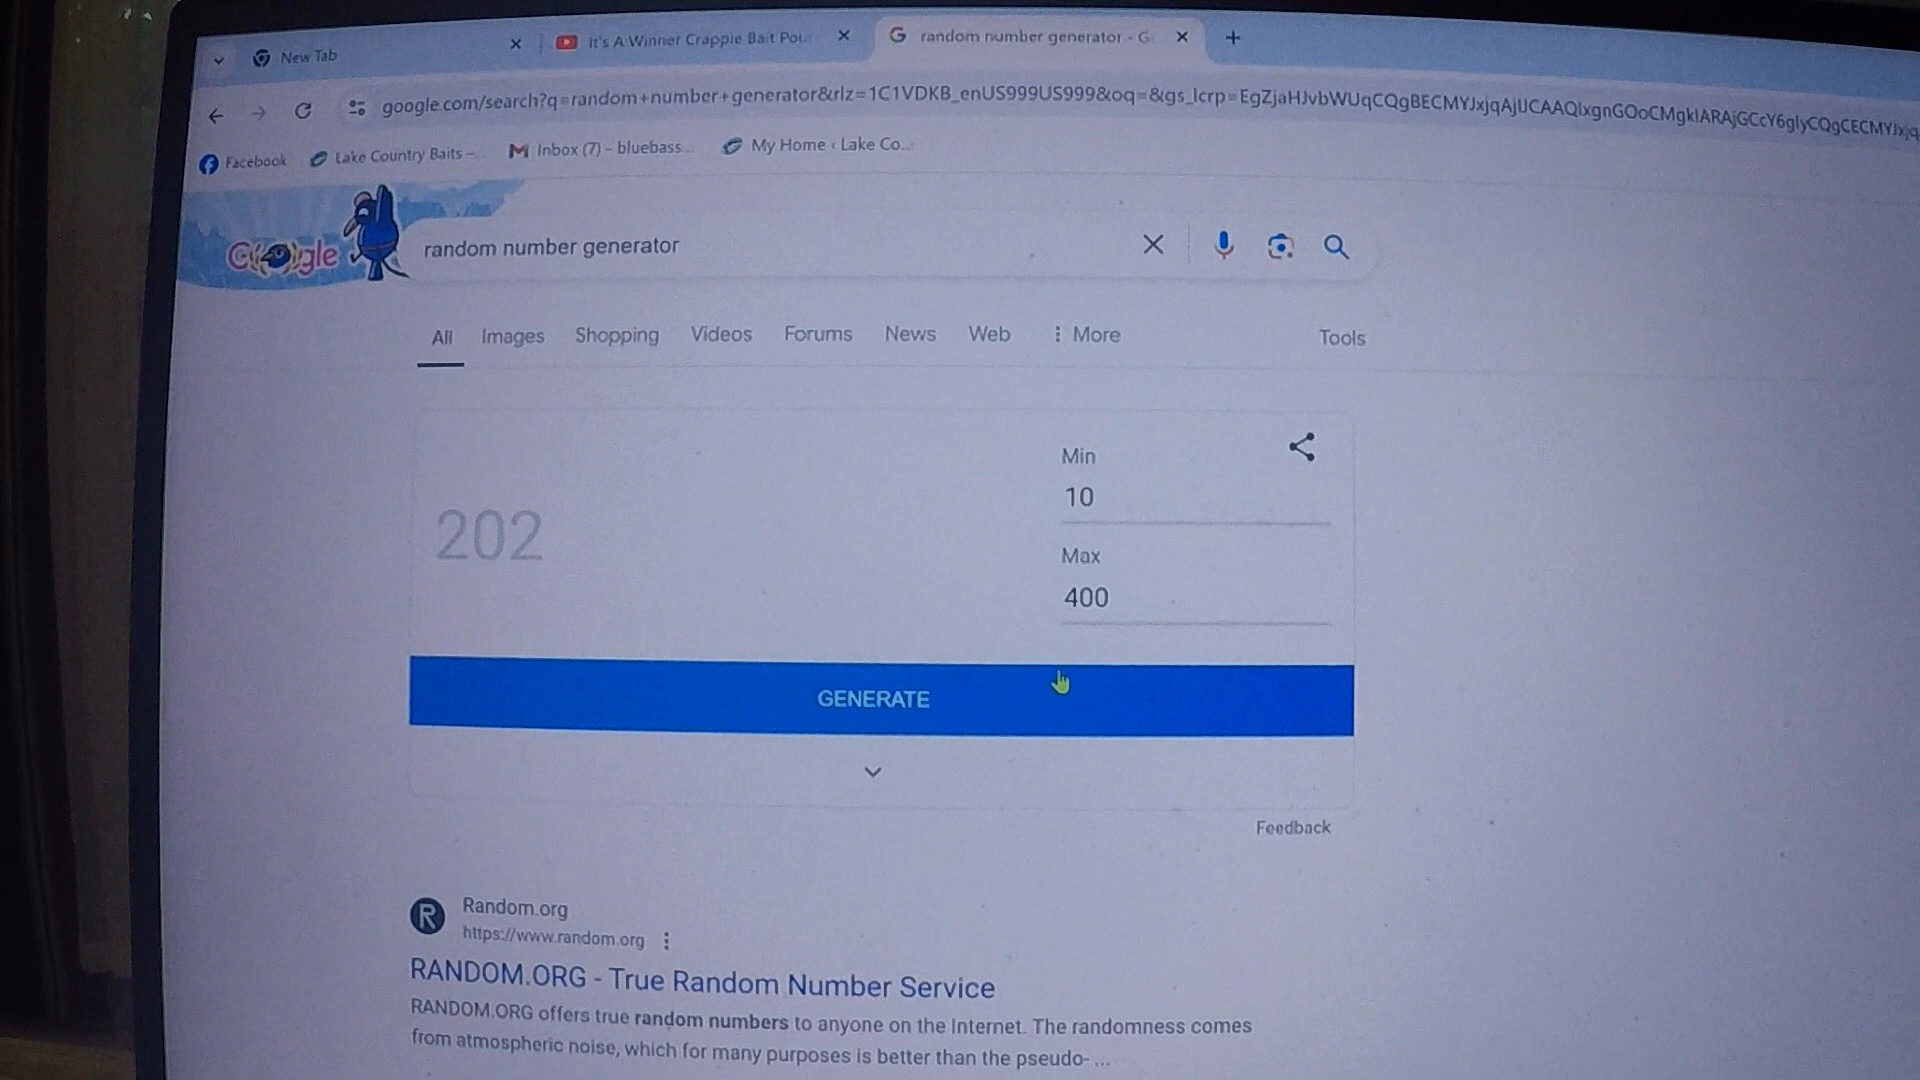 New Tab
It's A Winner Crappie Bait Pou
random number generator - G
google.com/search?q=random+number+generator&rlz=1C1VDKB_enUS999US999&oq=&gs_lcrp=
Facebook
Lake Country Baits –...
Inbox (7) - bluebass...
My Home ‹ Lake Co...
Google
random number generator
All Images Shopping Videos Forums News Web More Tools
Min
10
202
Max
400
GENERATE
Feedback
R
Random.org
https://www.random.org
RANDOM.ORG - True Random Number Service
RANDOM.ORG offers true random numbers to anyone on the Internet. The randomness comes
from atmospheric noise, which for many purposes is better than the pseudo- ...